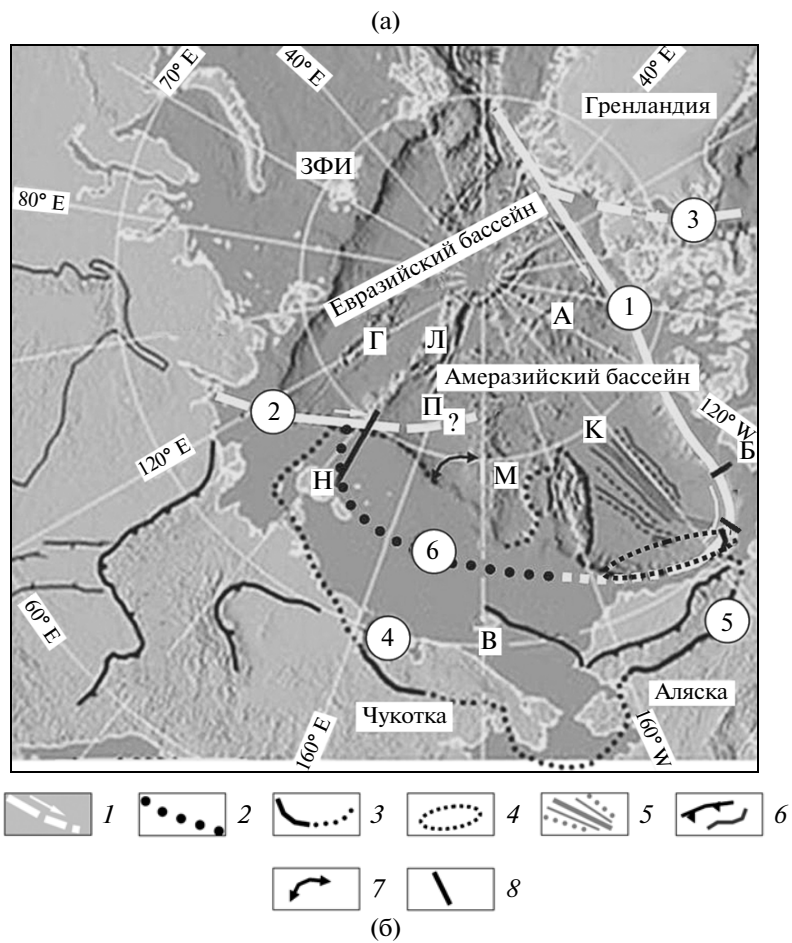 (а)
70° E
40° E
40° E
Гренландия
ЗФИ
80° E
3
Евразийский бассейн
1
А
Г
Л
Амеразийский бассейн
2
П
?
120° W
К
Б
120° E
Н
М
6
60° E
4
В
5
Аляска
Чукотка
160° E
160° W
1
2
3
4
5
6
7
8
(б)